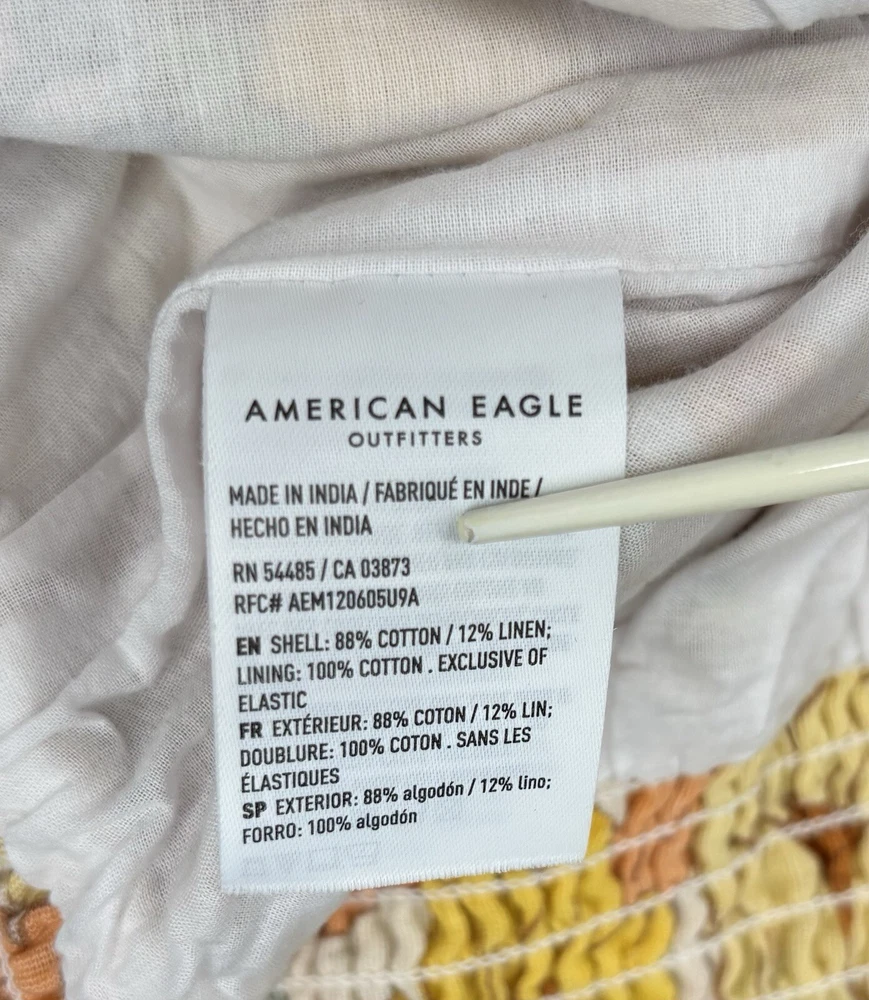 AMERICAN EAGLE
OUTFITTERS
MADE IN INDIA / FABRIQUÉ EN INDE /
HECHO EN INDIA
RN 54485 / CA 03873
RFC# AEM120605U9A
EN SHELL: 88% COTTON / 12% LINEN;
LINING: 100% COTTON . EXCLUSIVE OF
ELASTIC
FR EXTÉRIEUR: 88% COTON / 12% LIN;
DOUBLURE: 100% COTON . SANS LES
ÉLASTIQUES
SP EXTERIOR: 88% algodón / 12% lino;
FORRO: 100% algodón